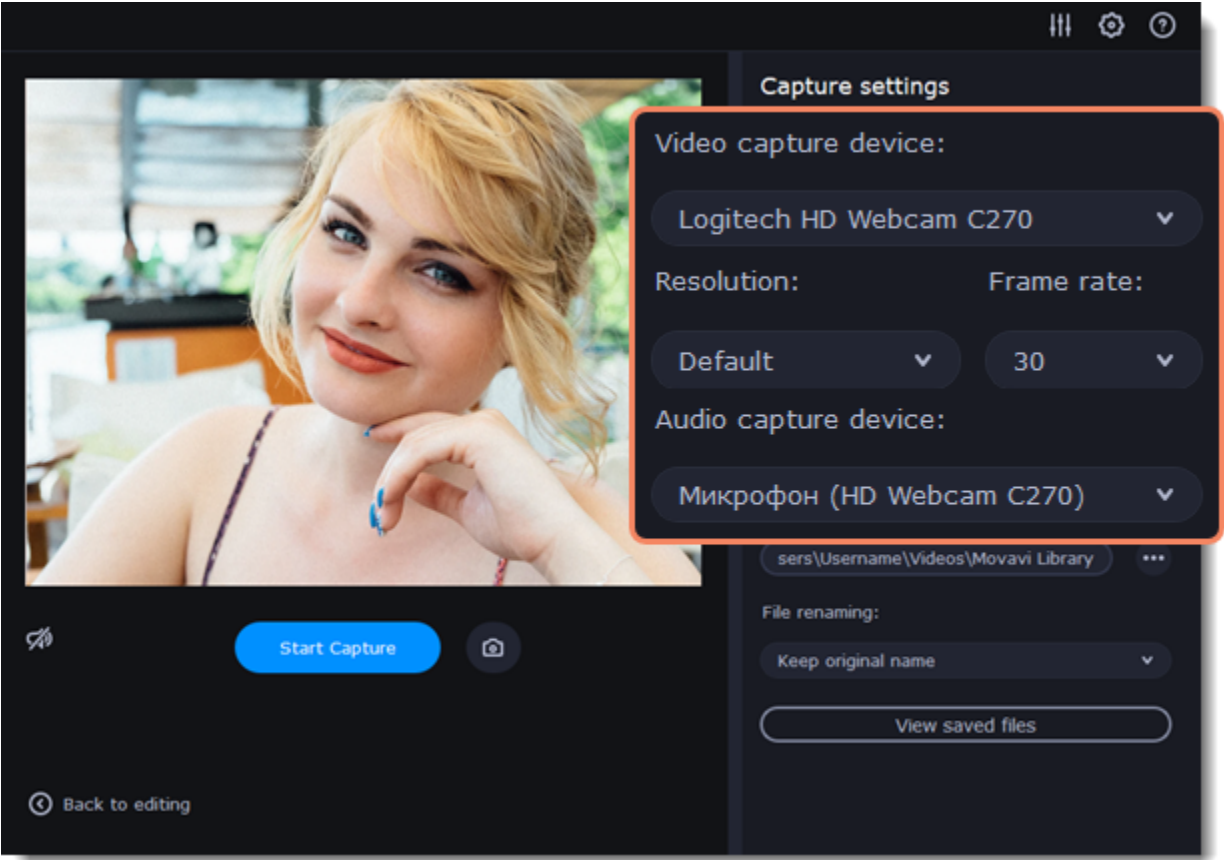 Capture settings
Video capture device:
Logitech HD Webcam C270
Resolution: Frame rate:
Default 30
Audio capture device:
Микрофон (HD Webcam C270)
sers\Username\Videos\Movavi Library
File renaming:
Keep original name
View saved files
Start Capture
Back to editing